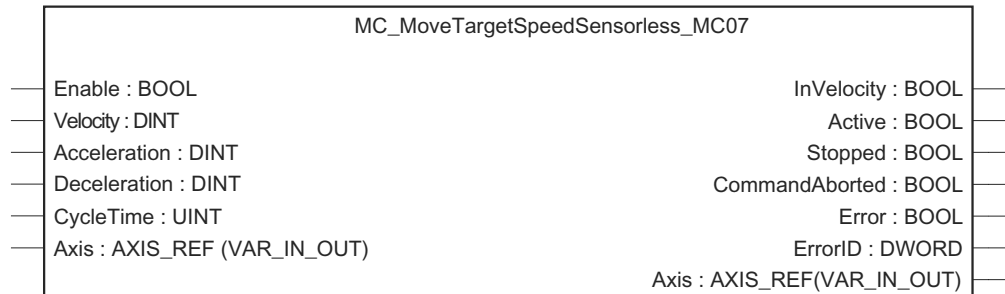 MC_MoveTargetSpeedSensorless_MC07
Enable : BOOL
InVelocity : BOOL
Velocity : DINT
Active : BOOL
Acceleration : DINT
Stopped : BOOL
Deceleration : DINT
CommandAborted : BOOL
CycleTime : UINT
Error : BOOL
Axis : AXIS_REF (VAR_IN_OUT)
ErrorID : DWORD
Axis : AXIS_REF(VAR_IN_OUT)